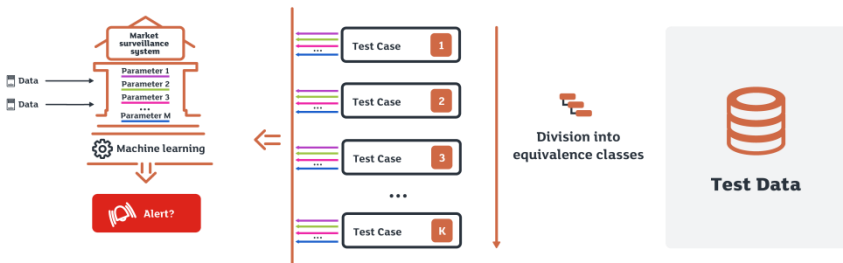 Market
surveillance
system
Parameter 1
Parameter 2
Parameter 3
...
Parameter M
Data
Data
Machine learning
Alert?
... Test Case 1
... Test Case 2
... Test Case 3
...
... Test Case K
Division into
equivalence classes
Test Data